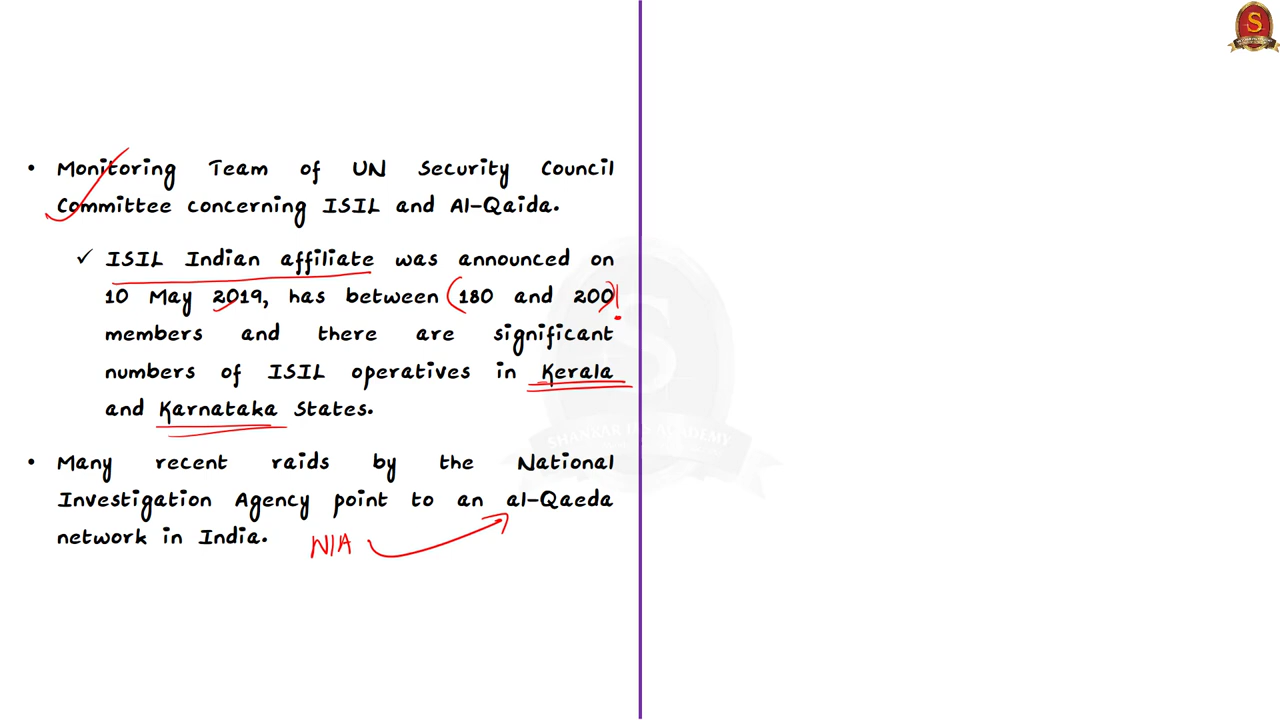 • Monitoring Team of UN Security Council
Committee concerning ISIL and Al-Qaida.
✓ ISIL Indian affiliate was announced on
10 May 2019, has between (180 and 200)!
members and there are significant
numbers of ISIL operatives in Kerala
and Karnataka States.
• Many recent raids by the National
Investigation Agency point to an al-Qaeda
network in India.
NIA
S
SHANKAR IAS ACADEMY